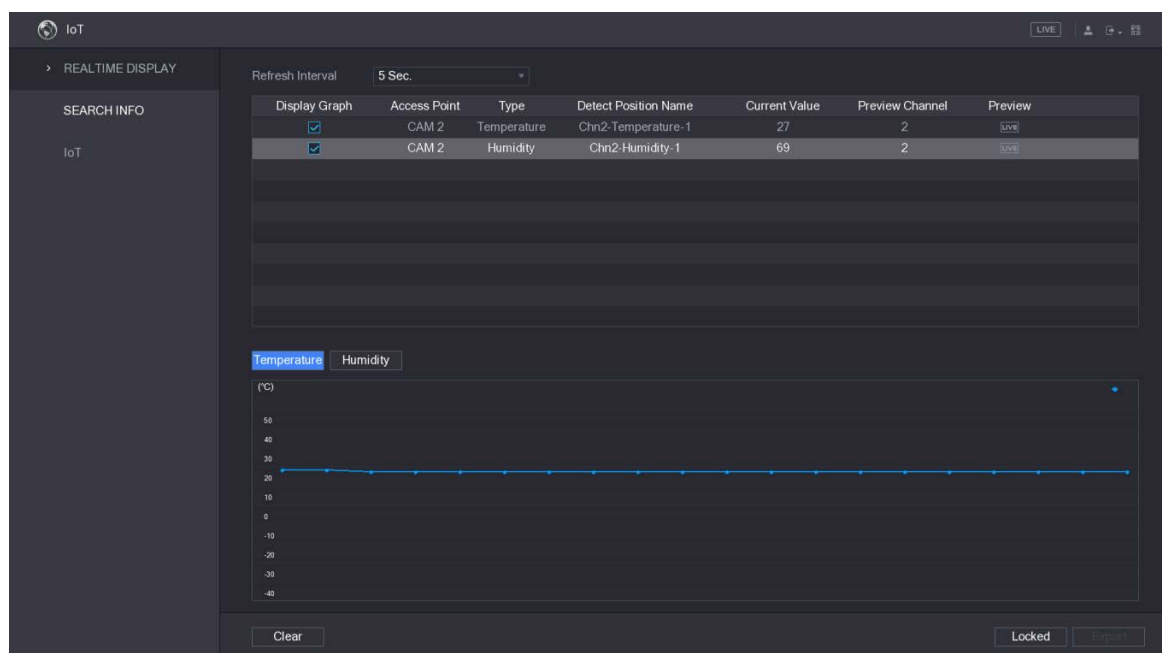 IoT LIVE
REALTIME DISPLAY
SEARCH INFO
IoT
Refresh Interval 5 Sec.
Display Graph Access Point Type Detect Position Name Current Value Preview Channel Preview
CAM 2 Temperature Chn2-Temperature-1 27 2 LIVE
CAM 2 Humidity Chn2-Humidity-1 69 2 LIVE
Temperature Humidity
(°C)
50
40
30
20
10
0
-10
-20
-30
-40
Clear Locked Export